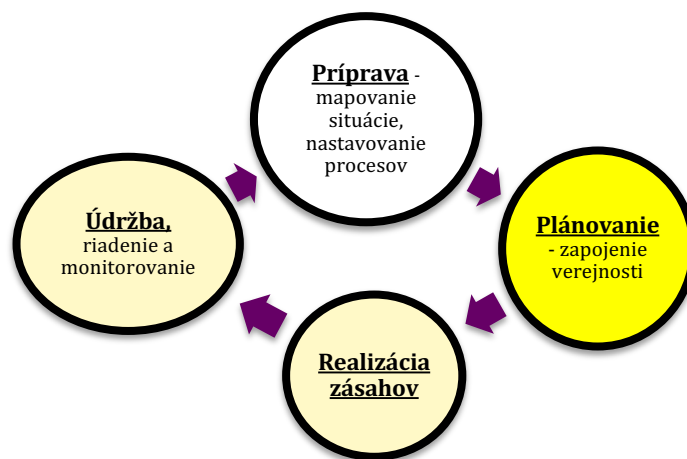 Príprava -
mapovanie
situácie,
nastavovanie
procesov
Plánovanie
- zapojenie
verejnosti
Realizácia
zásahov
Údržba,
riadenie a
monitorovanie